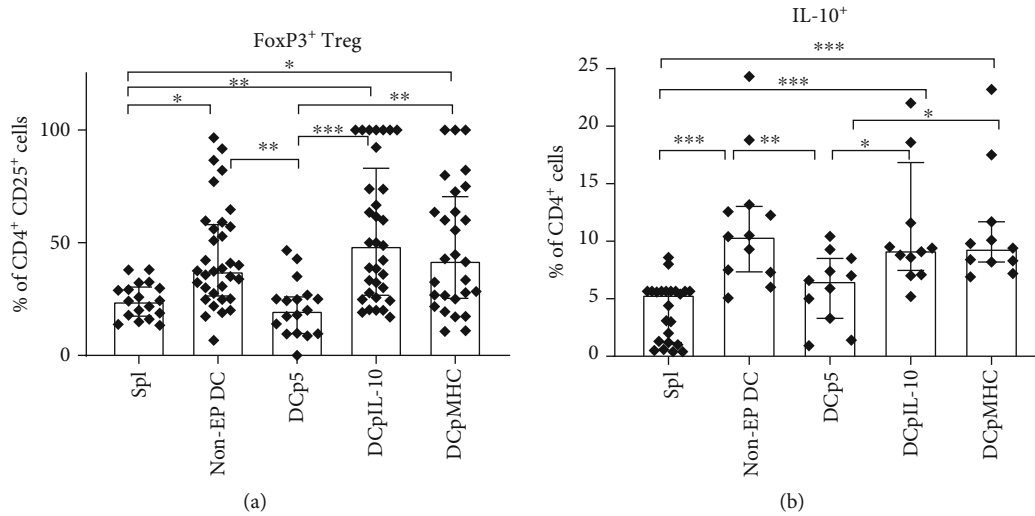 FoxP3⁺ Treg
% of CD4⁺ CD25⁺ cells
100
50
0
*
**
*
**
**
***
Spl
Non-EP DC
DCp5
DCpIL-10
DCpMHC
(a)
IL-10⁺
% of CD4⁺ cells
25
20
15
10
5
0
***
***
*
***
**
*
Spl
Non-EP DC
DCp5
DCpIL-10
DCpMHC
(b)